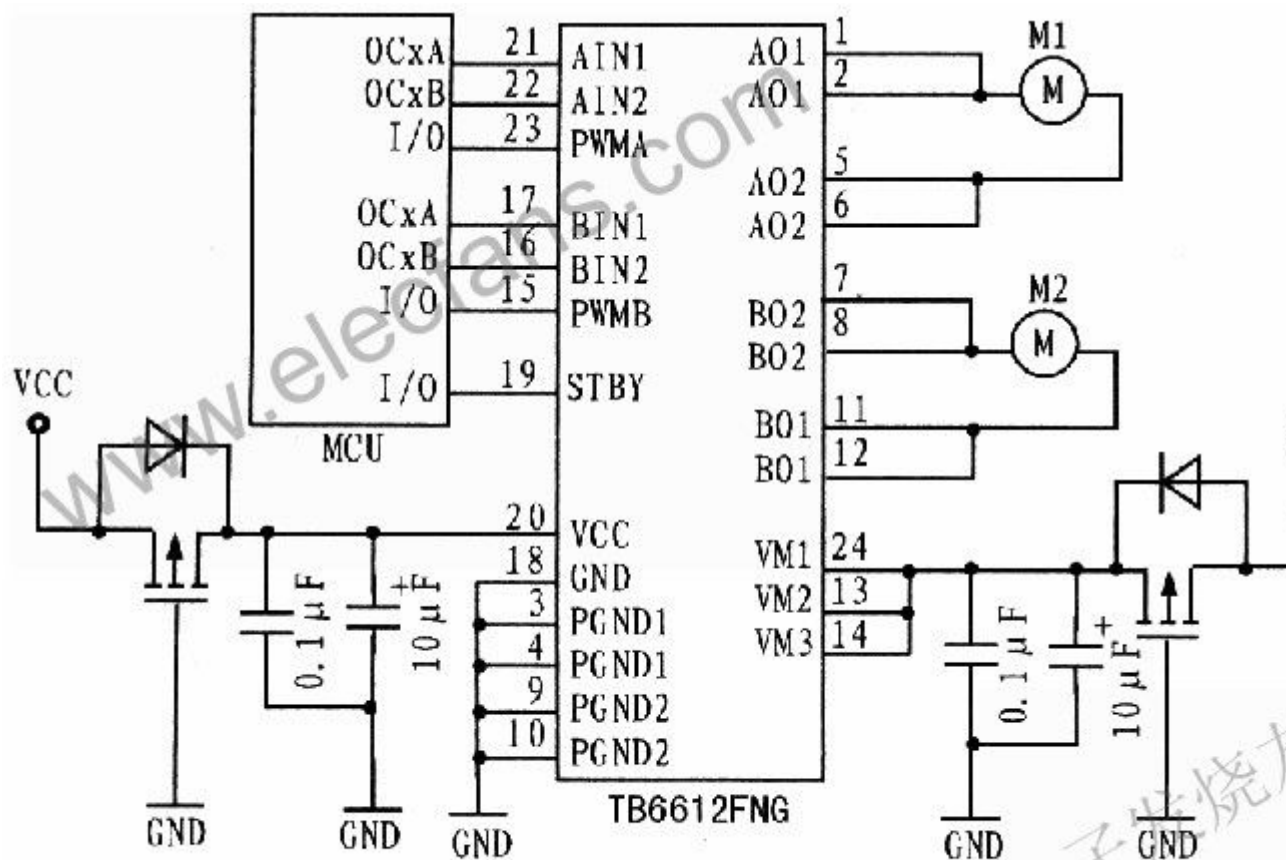 OCxA 21 AIN1
OCxB 22 AIN2
I/O 23 PWMA
OCxA 17 BIN1
OCxB 16 BIN2
I/O 15 PWMB
I/O 19 STBY
MCU
VCC
20 VCC
18 GND
3 PGND1
4 PGND1
9 PGND2
10 PGND2
0.1μF
+
10μF
GND
GND
GND
AO1 1
AO1 2
M1
M
AO2 5
AO2 6
BO2 7
BO2 8
M2
M
BO1 11
BO1 12
VM1 24
VM2 13
VM3 14
0.1μF
+
10μF
GND
GND
TB6612FNG
www.elecfans.com
发烧